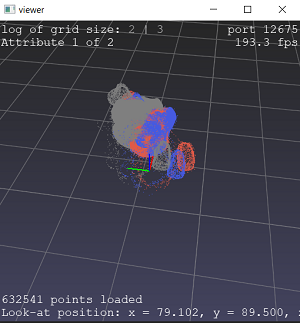 viewer
log of grid size: 2 | 3 port 12675
Attribute 1 of 2 193.3 fps
632541 points loaded
Look-at position: x = 79.102, y = 89.500,